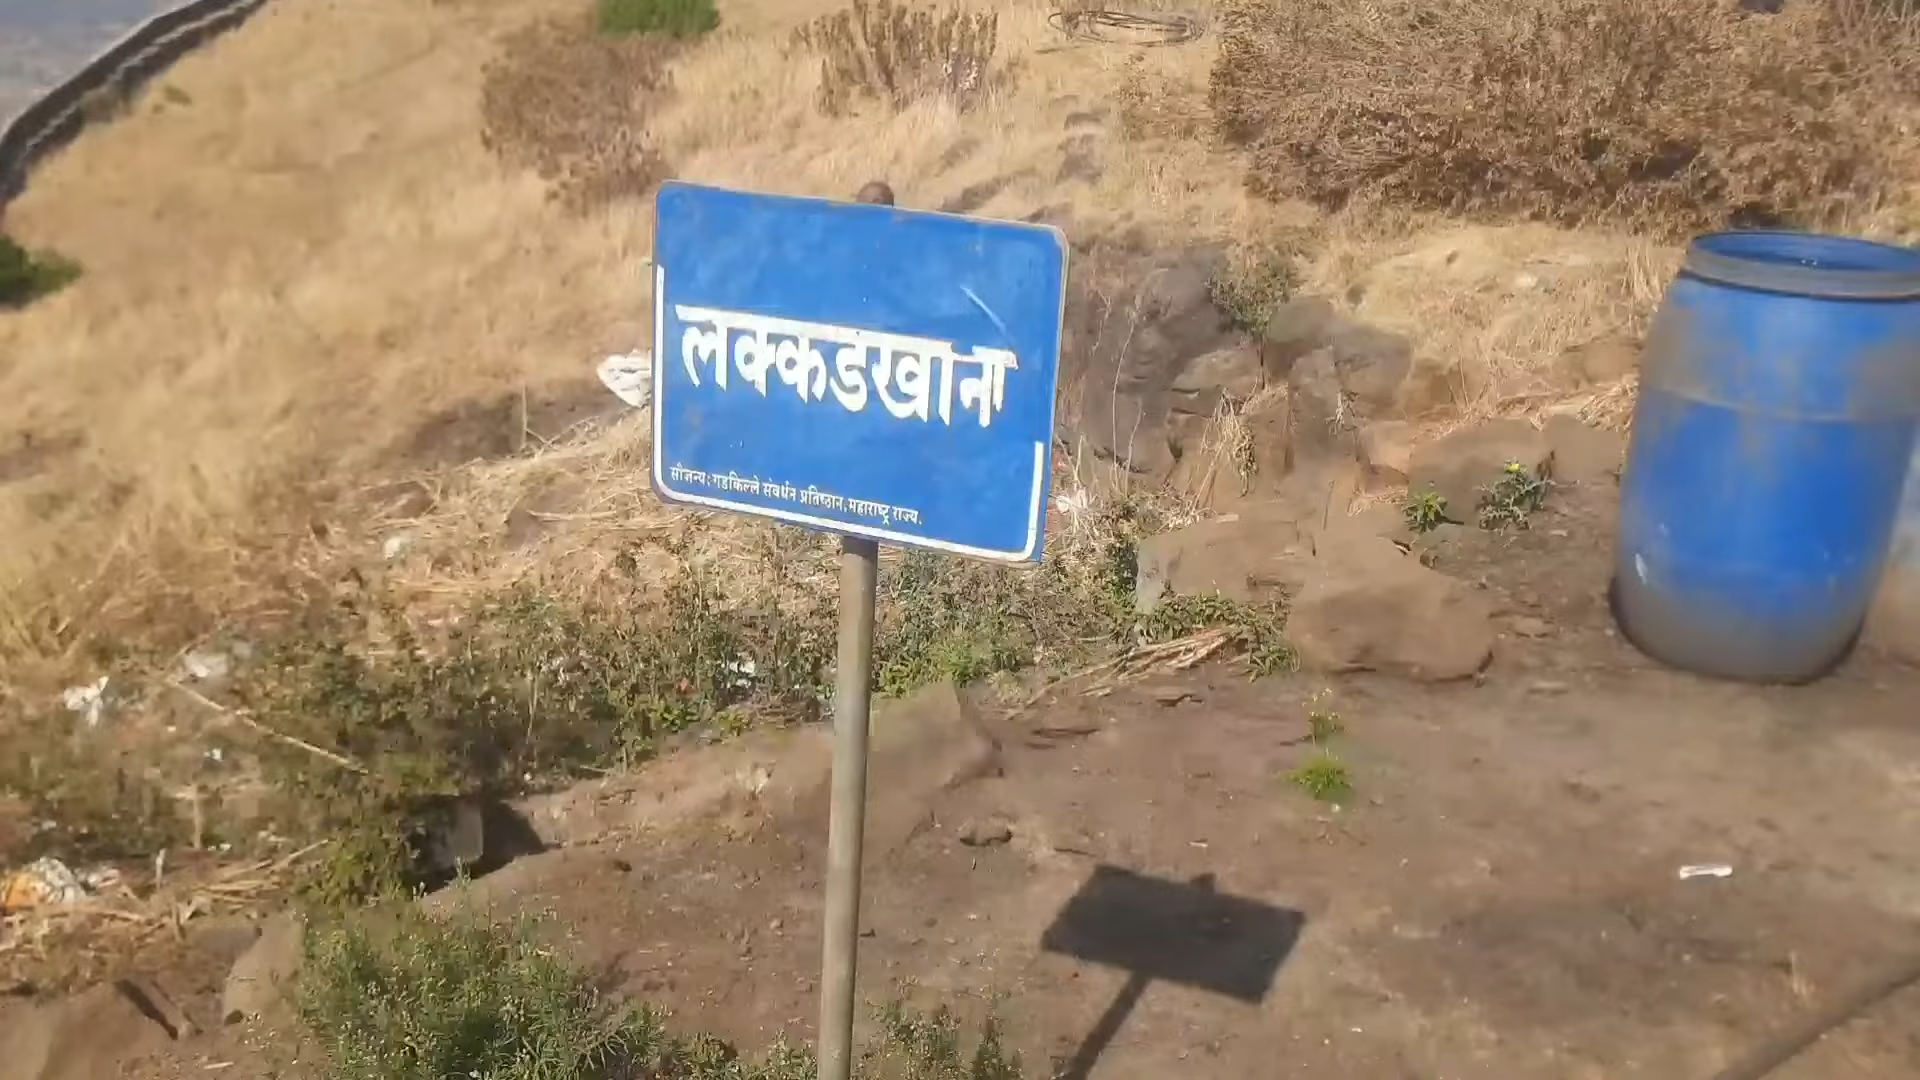 लक्कडखाना
सौजन्य:गडकिल्ले संवर्धन प्रतिष्ठान,महाराष्ट्र राज्य.